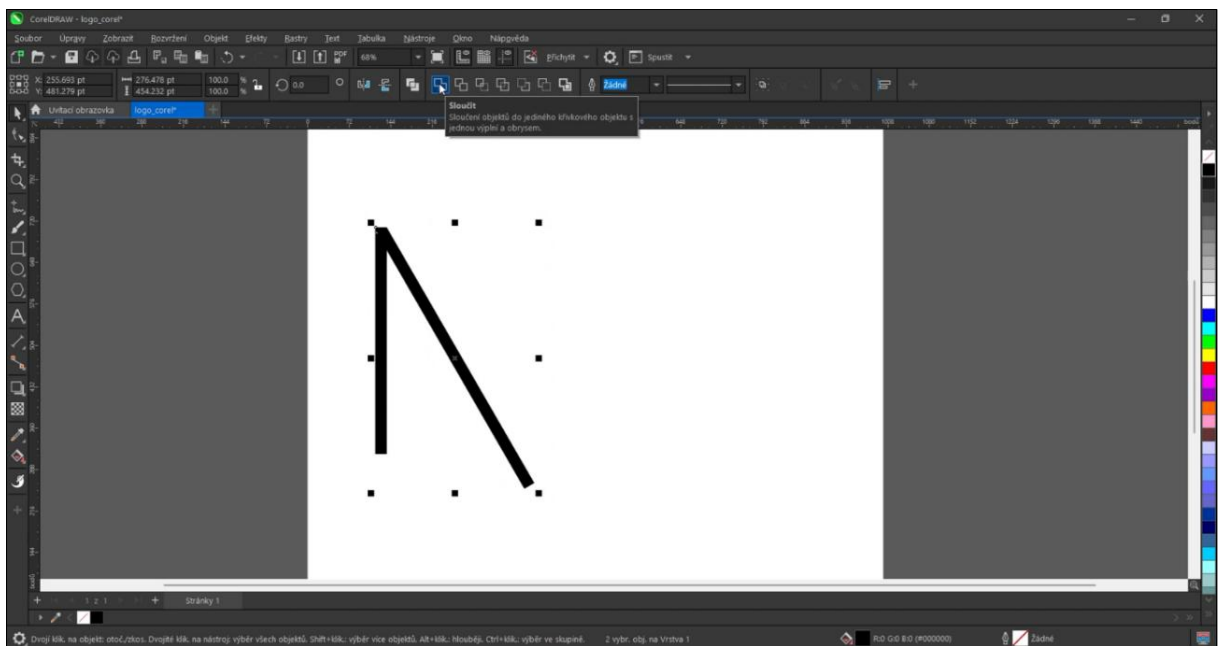 CorelDRAW - logo_corel*
Soubor Úpravy Zobrazit Rozvržení Objekt Efekty Rastry Text Tabulka Nástroje Okno Nápověda
PDF 68% Přichytit Spustit
X: 255.693 pt 276.478 pt 100.0 % 0.0 Žádné
Y: 481.279 pt 454.232 pt 100.0 %
Uvítací obrazovka logo_corel*
Sloučit
Sloučení objektů do jediného křivkového objektu s
jednou výplní a obrysem.
1 z 1 Stránky 1
Dvojí klik. na objekt: otoč./zkos. Dvojité klik. na nástroj: výběr všech objektů. Shift+klik.: výběr více objektů. Alt+klik.: hlouběji. Ctrl+klik.: výběr ve skupině. 2 vybr. obj. na Vrstva 1 R:0 G:0 B:0 (#000000) Žádné